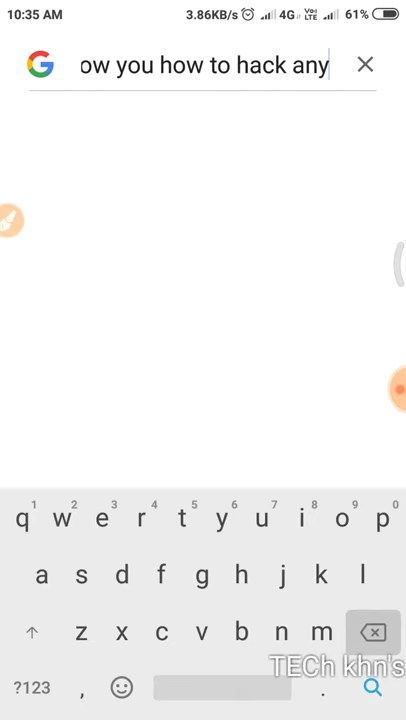 10:35 AM 3.86KB/s 4G Vo) LTE 61%
ow you how to hack any
1 2 3 4 5 6 7 8 9 0
q w e r t y u i o p
a s d f g h j k l
z x c v b n m
TECh khn's
?123 , .